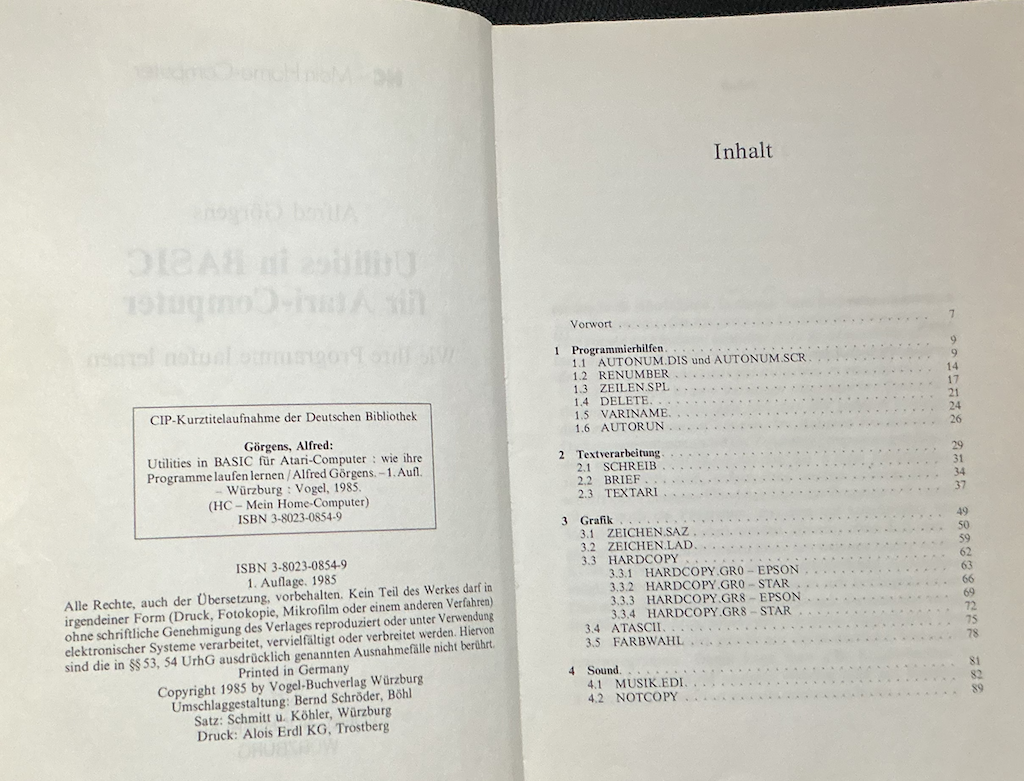 CIP-Kurztitelaufnahme der Deutschen Bibliothek
Görgens, Alfred:
Utilities in BASIC für Atari-Computer : wie ihre
Programme laufen lernen / Alfred Görgens. – 1. Aufl.
– Würzburg : Vogel, 1985.
(HC – Mein Home-Computer)
ISBN 3-8023-0854-9
ISBN 3-8023-0854-9
1. Auflage. 1985
Alle Rechte, auch der Übersetzung, vorbehalten. Kein Teil des Werkes darf in
irgendeiner Form (Druck, Fotokopie, Mikrofilm oder einem anderen Verfahren)
ohne schriftliche Genehmigung des Verlages reproduziert oder unter Verwendung
elektronischer Systeme verarbeitet, vervielfältigt oder verbreitet werden. Hiervon
sind die in §§ 53, 54 UrhG ausdrücklich genannten Ausnahmefälle nicht berührt.
Printed in Germany
Copyright 1985 by Vogel-Buchverlag Würzburg
Umschlaggestaltung: Bernd Schröder, Böhl
Satz: Schmitt u. Köhler, Würzburg
Druck: Alois Erdl KG, Trostberg
Inhalt
Vorwort . . . . . . . . 7
1 Programmierhilfen . . . . . . . . 9
1.1 AUTONUM.DIS und AUTONUM.SCR . . . . . . . . 9
1.2 RENUMBER . . . . . . . . 14
1.3 ZEILEN.SPL . . . . . . . . 17
1.4 DELETE . . . . . . . . 21
1.5 VARINAME . . . . . . . . 24
1.6 AUTORUN . . . . . . . . 26
2 Textverarbeitung . . . . . . . . 29
2.1 SCHREIB . . . . . . . . 31
2.2 BRIEF . . . . . . . . 34
2.3 TEXTARI . . . . . . . . 37
3 Grafik . . . . . . . . 49
3.1 ZEICHEN.SAZ . . . . . . . . 50
3.2 ZEICHEN.LAD . . . . . . . . 59
3.3 HARDCOPY . . . . . . . . 62
3.3.1 HARDCOPY.GR0 – EPSON . . . . . . . . 63
3.3.2 HARDCOPY.GR0 – STAR . . . . . . . . 66
3.3.3 HARDCOPY.GR8 – EPSON . . . . . . . . 69
3.3.4 HARDCOPY.GR8 – STAR . . . . . . . . 72
3.4 ATASCII . . . . . . . . 75
3.5 FARBWAHL . . . . . . . . 78
4 Sound . . . . . . . . 81
4.1 MUSIK.EDI . . . . . . . . 82
4.2 NOTCOPY . . . . . . . . 89